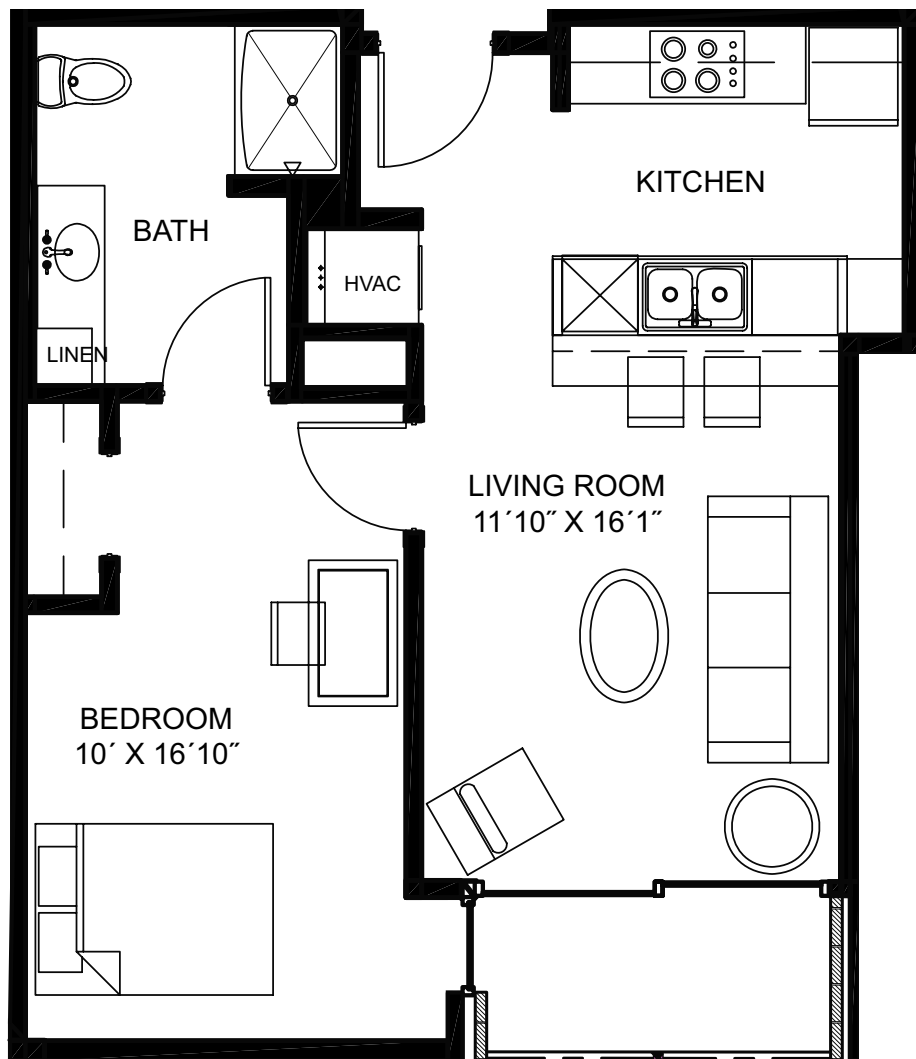 KITCHEN
BATH
HVAC
LINEN
LIVING ROOM
11´10˝ X 16´1˝
BEDROOM
10´ X 16´10˝